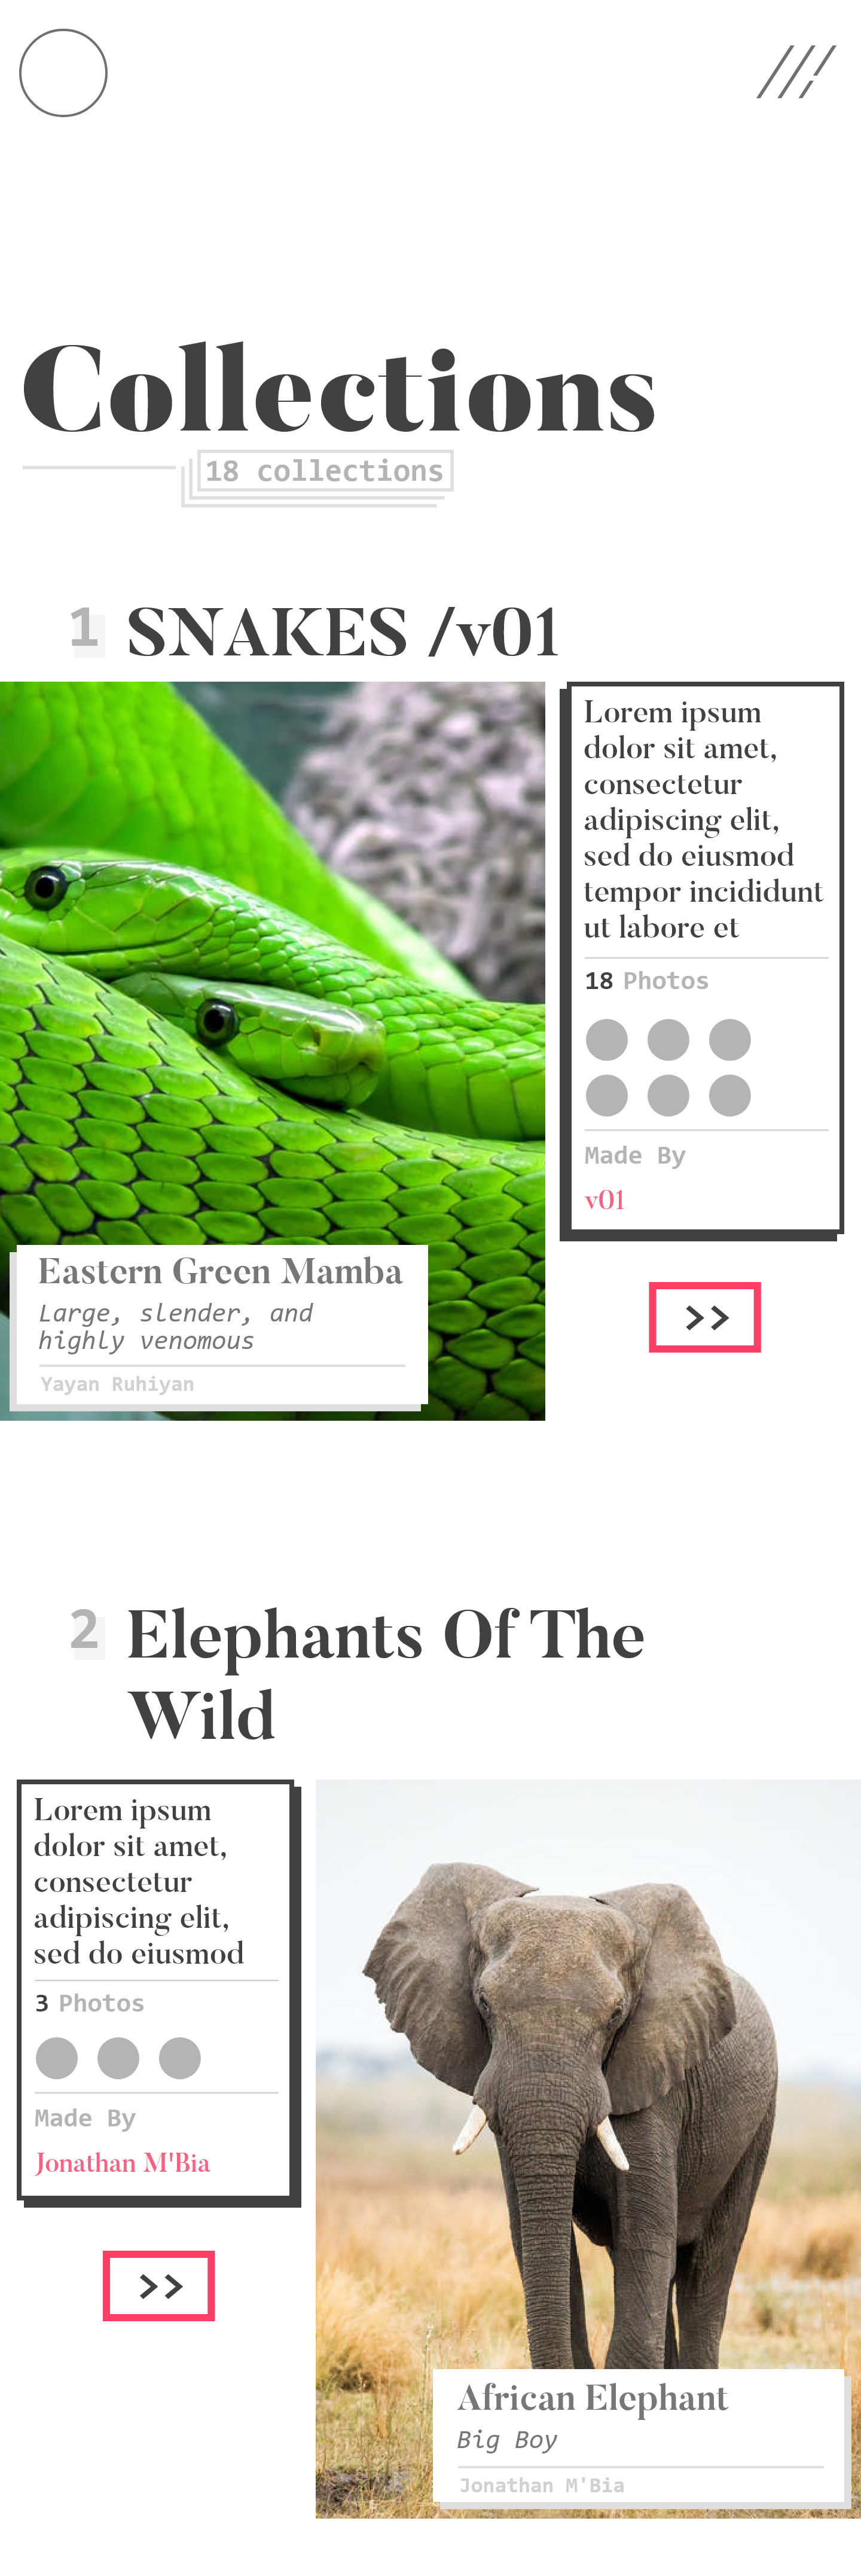 Collections
18 collections
1 SNAKES /v01
Lorem ipsum
dolor sit amet,
consectetur
adipiscing elit,
sed do eiusmod
tempor incididunt
ut labore et
18 Photos
Made By
v01
>>
Eastern Green Mamba
Large, slender, and
highly venomous
Yayan Ruhiyan
2 Elephants Of The
Wild
Lorem ipsum
dolor sit amet,
consectetur
adipiscing elit,
sed do eiusmod
3 Photos
Made By
Jonathan M'Bia
>>
African Elephant
Big Boy
Jonathan M'Bia